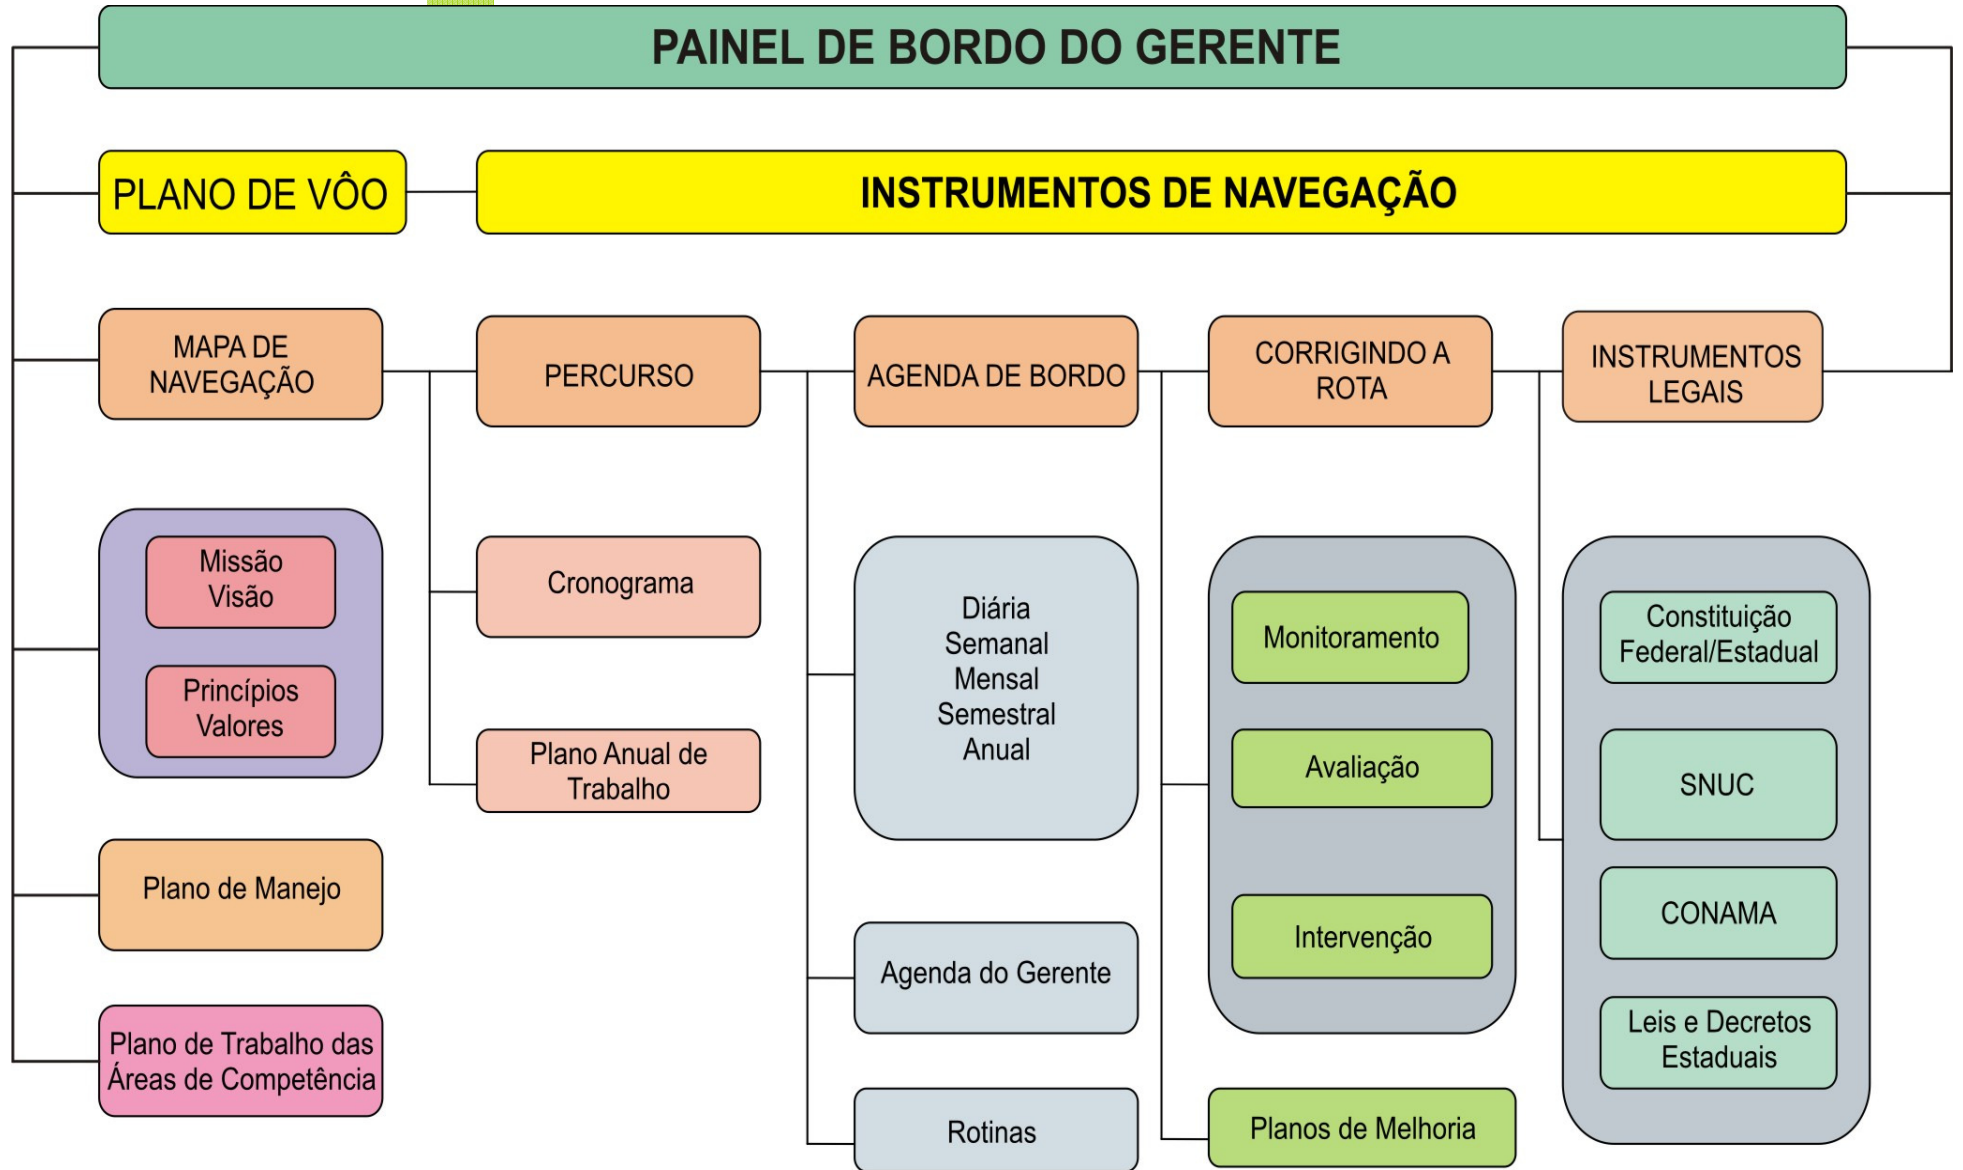 PAINEL DE BORDO DO GERENTE
PLANO DE VÔO
INSTRUMENTOS DE NAVEGAÇÃO
MAPA DE
NAVEGAÇÃO
PERCURSO
AGENDA DE BORDO
CORRIGINDO A
ROTA
INSTRUMENTOS
LEGAIS
Missão
Visão
Princípios
Valores
Plano de Manejo
Plano de Trabalho das
Áreas de Competência
Cronograma
Plano Anual de
Trabalho
Diária
Semanal
Mensal
Semestral
Anual
Agenda do Gerente
Rotinas
Monitoramento
Avaliação
Intervenção
Planos de Melhoria
Constituição
Federal/Estadual
SNUC
CONAMA
Leis e Decretos
Estaduais